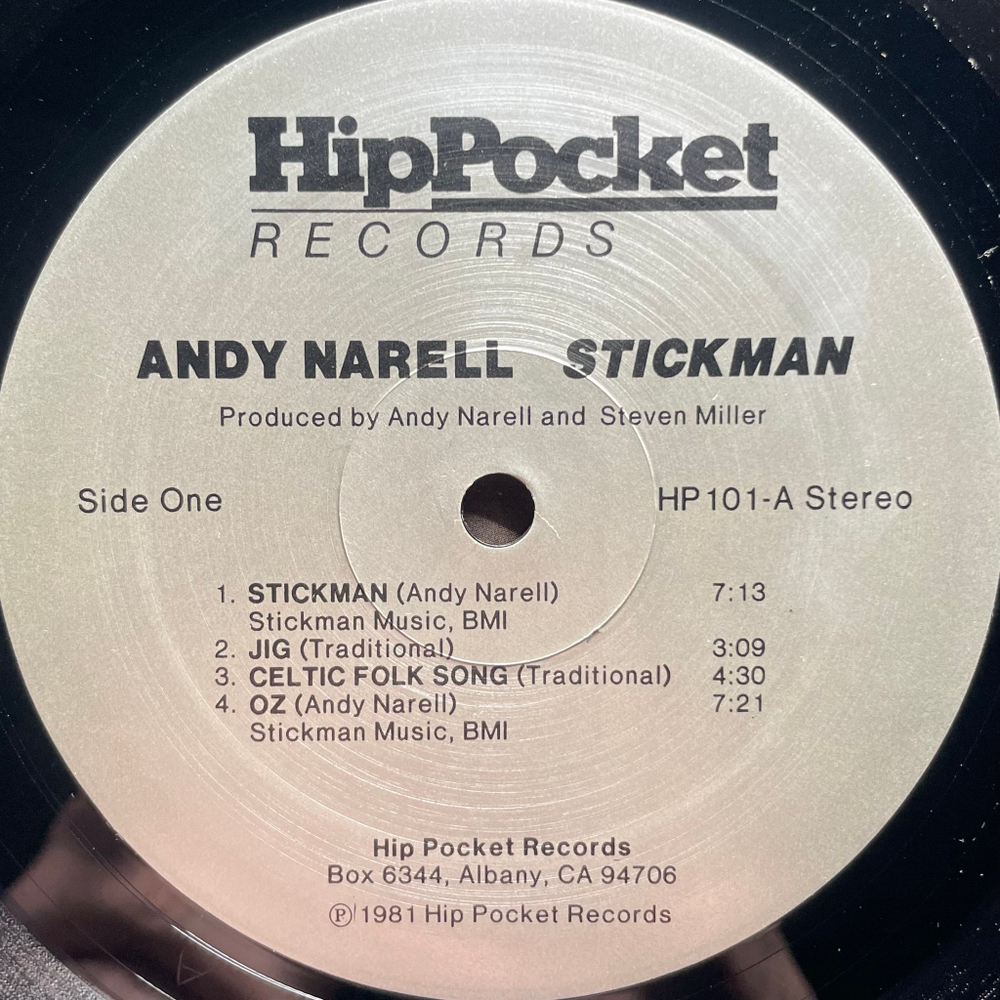 HipPocket
RECORDS
ANDY NARELL STICKMAN
Produced by Andy Narell and Steven Miller
Side One
HP101-A Stereo
1. STICKMAN (Andy Narell) 7:13
Stickman Music, BMI
2. JIG (Traditional) 3:09
3. CELTIC FOLK SONG (Traditional) 4:30
4. OZ (Andy Narell) 7:21
Stickman Music, BMI
Hip Pocket Records
Box 6344, Albany, CA 94706
℗ 1981 Hip Pocket Records